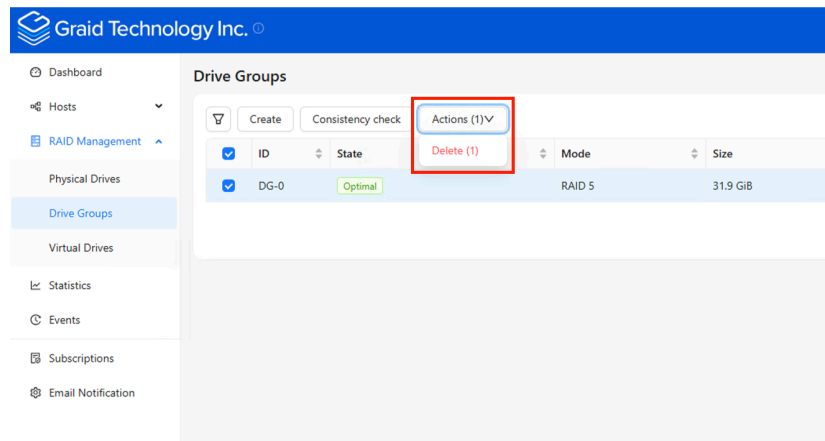 Graid Technology Inc.
Dashboard
Hosts
RAID Management
Physical Drives
Drive Groups
Virtual Drives
Statistics
Events
Subscriptions
Email Notification
Drive Groups
Create Consistency check Actions (1)
Delete (1)
ID State Mode Size
DG-0 Optimal RAID 5 31.9 GiB